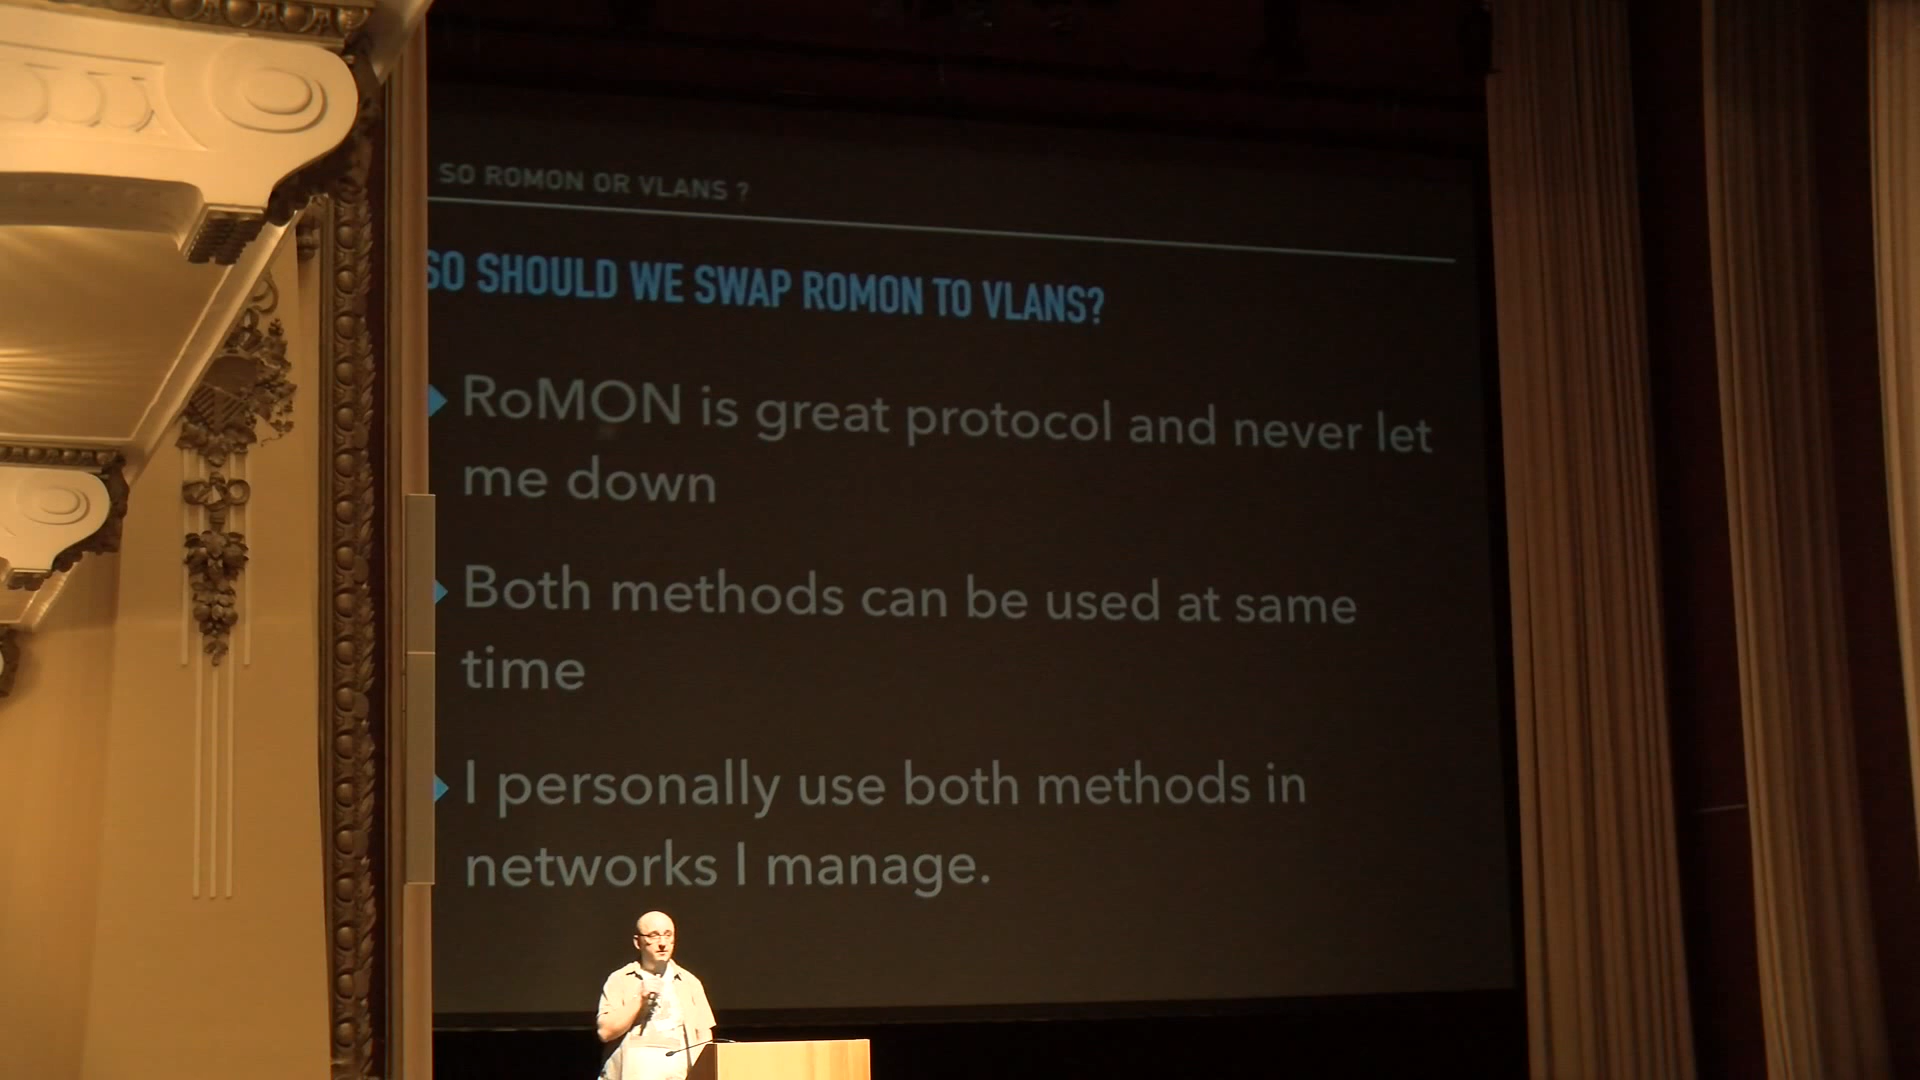 SO ROMON OR VLANS ?
SO SHOULD WE SWAP ROMON TO VLANS?
RoMON is great protocol and never let
me down
Both methods can be used at same
time
I personally use both methods in
networks I manage.